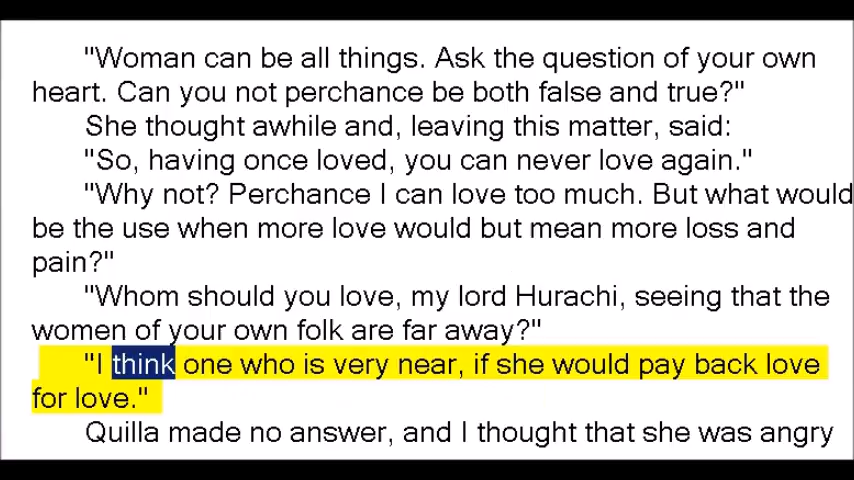 "Woman can be all things. Ask the question of your own
heart. Can you not perchance be both false and true?"
She thought awhile and, leaving this matter, said:
"So, having once loved, you can never love again."
"Why not? Perchance I can love too much. But what would
be the use when more love would but mean more loss and
pain?"
"Whom should you love, my lord Hurachi, seeing that the
women of your own folk are far away?"
"I think one who is very near, if she would pay back love
for love."
Quilla made no answer, and I thought that she was angry